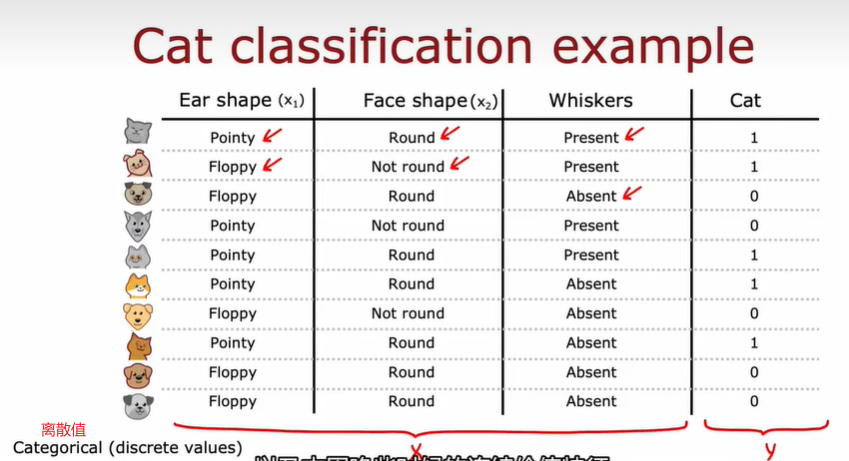 Cat classification example
Ear shape (x₁) Face shape (x₂) Whiskers Cat
Pointy Round Present 1
Floppy Not round Present 1
Floppy Round Absent 0
Pointy Not round Present 0
Pointy Round Present 1
Pointy Round Absent 1
Floppy Not round Absent 0
Pointy Round Absent 1
Floppy Round Absent 0
Floppy Round Absent 0
离散值
Categorical (discrete values)
X y